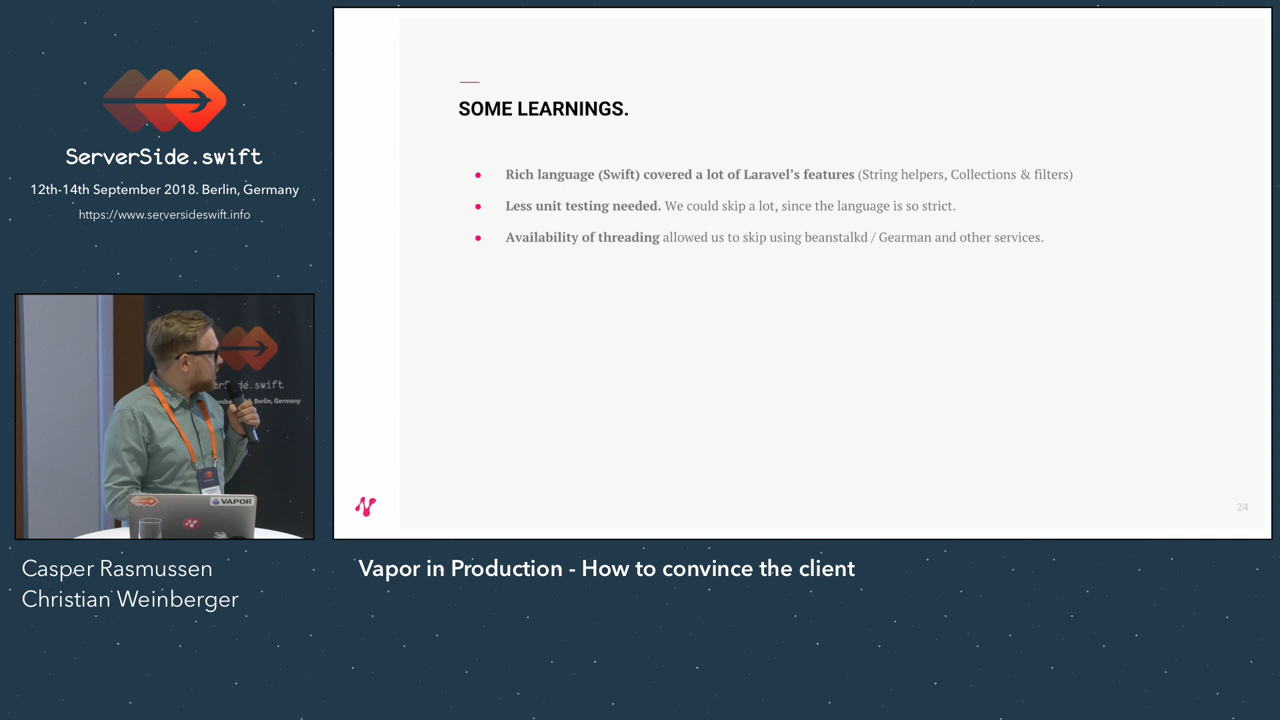 ServerSide.swift
12th-14th September 2018. Berlin, Germany
https://www.serversideswift.info
SOME LEARNINGS.
Rich language (Swift) covered a lot of Laravel's features (String helpers, Collections & filters)
Less unit testing needed. We could skip a lot, since the language is so strict.
Availability of threading allowed us to skip using beanstalkd / Gearman and other services.
24
Berlin, Germany
VAPOR
Casper Rasmussen
Christian Weinberger
Vapor in Production - How to convince the client